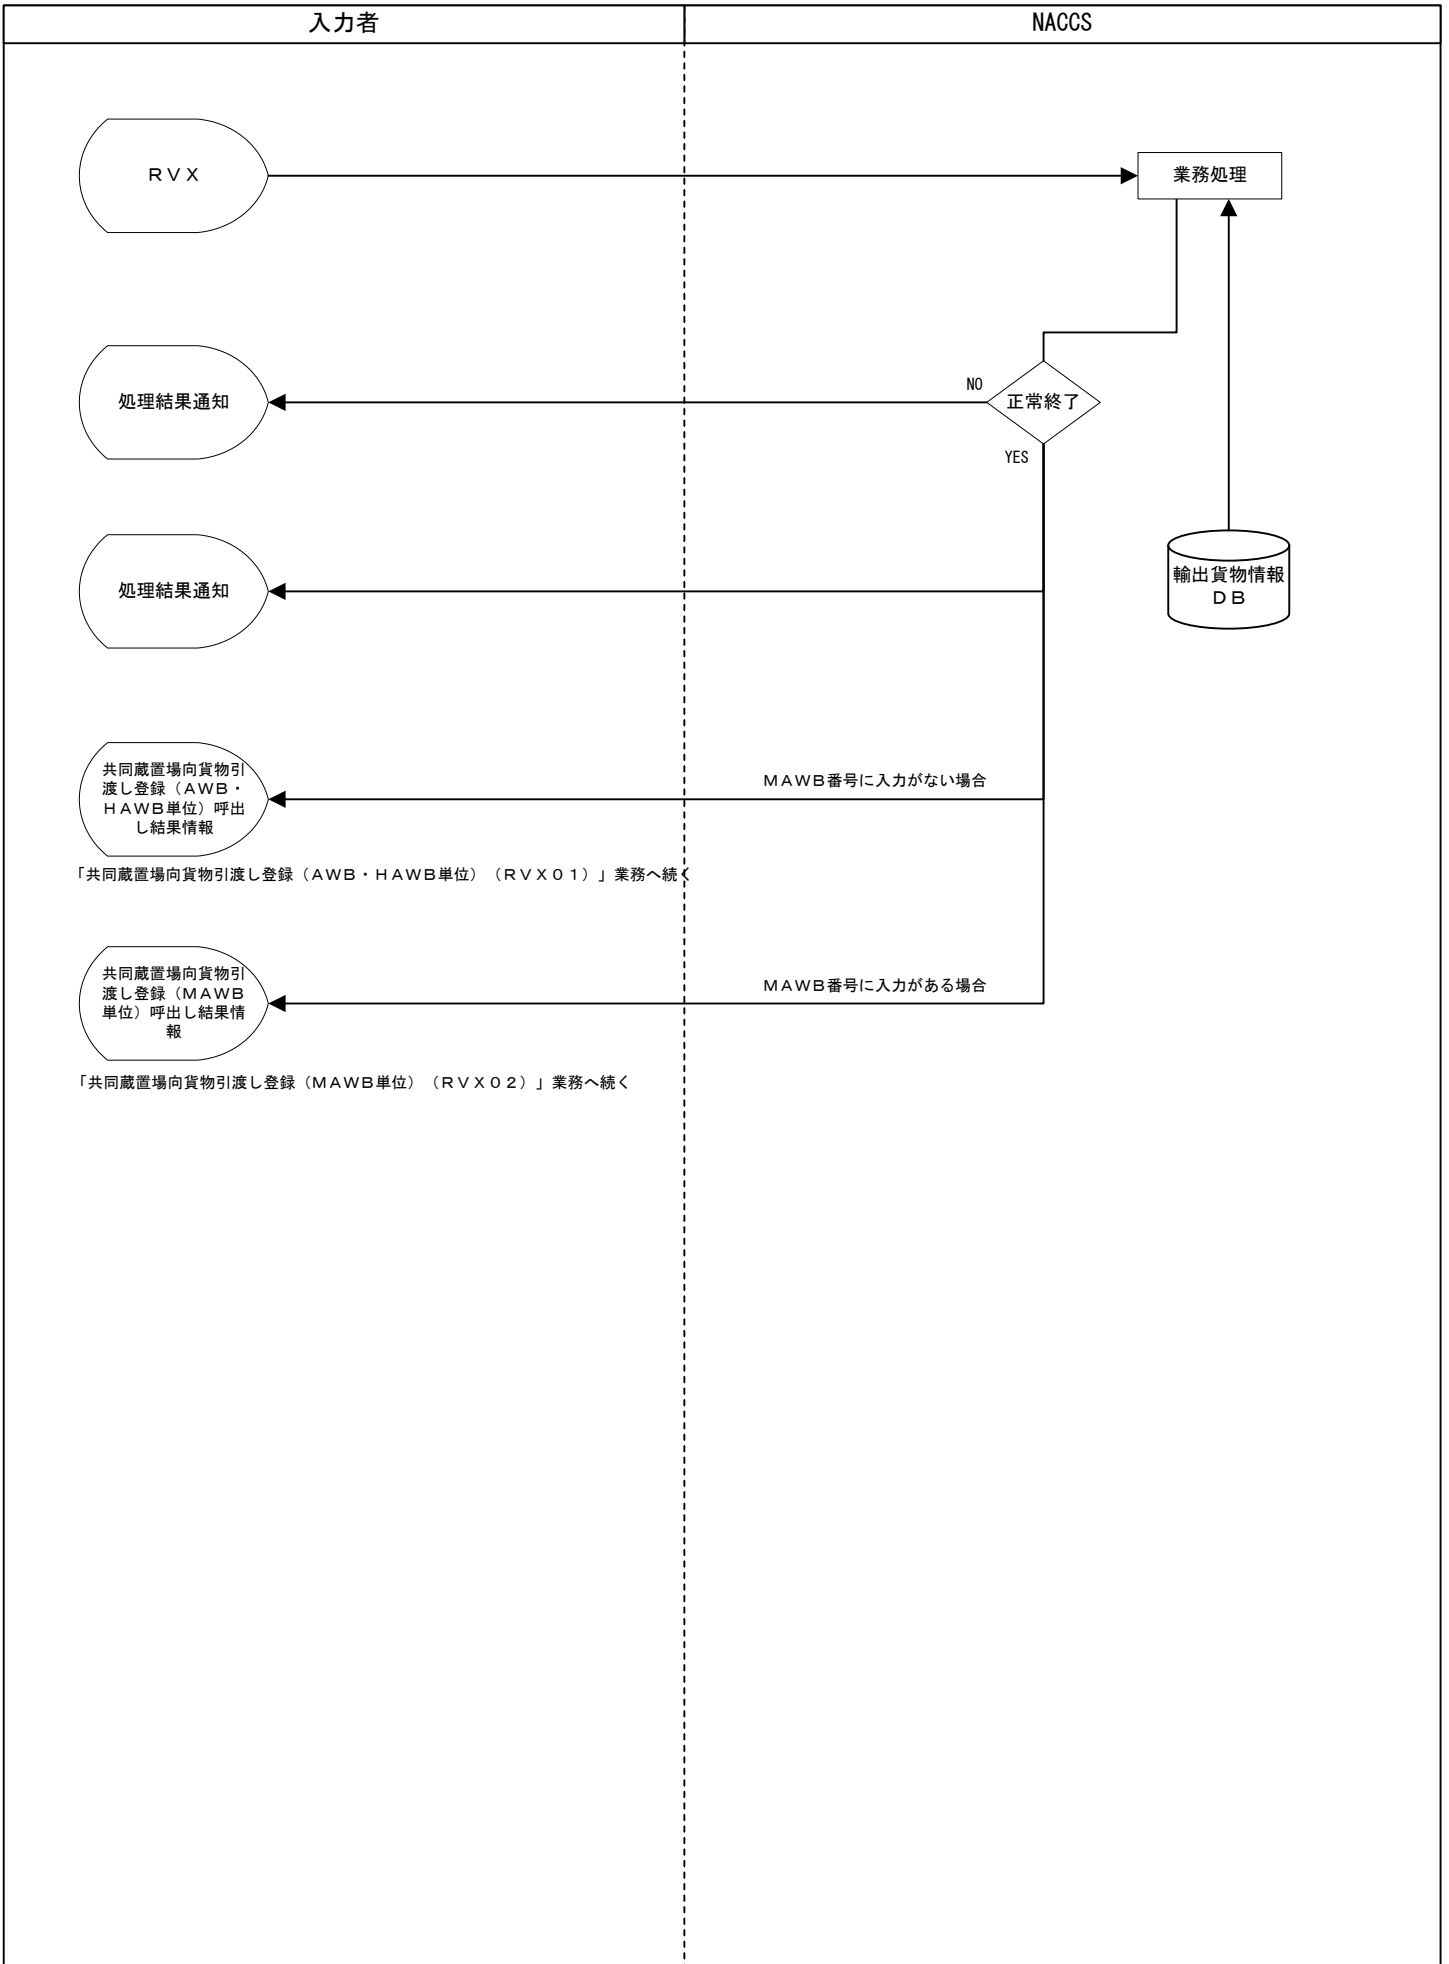 入力者
NACCS
ＲＶＸ
業務処理
処理結果通知
NO
正常終了
YES
処理結果通知
輸出貨物情報
ＤＢ
共同蔵置場向貨物引
渡し登録（ＡＷＢ・
ＨＡＷＢ単位）呼出
し結果情報
ＭＡＷＢ番号に入力がない場合
「共同蔵置場向貨物引渡し登録（ＡＷＢ・ＨＡＷＢ単位）（ＲＶＸ０１）」業務へ続く
共同蔵置場向貨物引
渡し登録（ＭＡＷＢ
単位）呼出し結果情
報
ＭＡＷＢ番号に入力がある場合
「共同蔵置場向貨物引渡し登録（ＭＡＷＢ単位）（ＲＶＸ０２）」業務へ続く